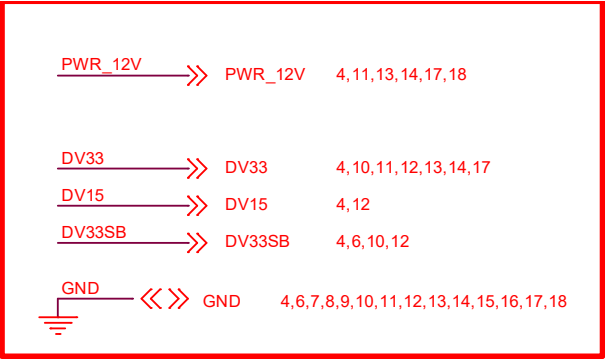 PWR_12V
PWR_12V 4,11,13,14,17,18
DV33
DV33 4,10,11,12,13,14,17
DV15
DV15 4,12
DV33SB
DV33SB 4,6,10,12
GND
GND 4,6,7,8,9,10,11,12,13,14,15,16,17,18